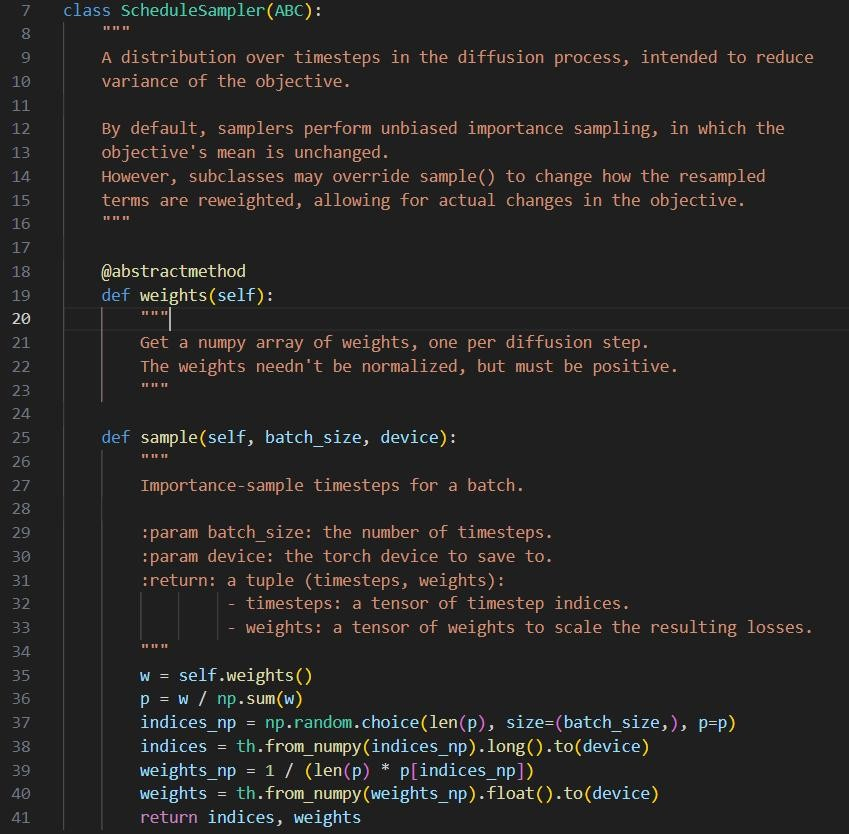 7 class ScheduleSampler(ABC):
8 """
9 A distribution over timesteps in the diffusion process, intended to reduce
10 variance of the objective.
11
12 By default, samplers perform unbiased importance sampling, in which the
13 objective's mean is unchanged.
14 However, subclasses may override sample() to change how the resampled
15 terms are reweighted, allowing for actual changes in the objective.
16 """
17
18 @abstractmethod
19 def weights(self):
20 """
21 Get a numpy array of weights, one per diffusion step.
22 The weights needn't be normalized, but must be positive.
23 """
24
25 def sample(self, batch_size, device):
26 """
27 Importance-sample timesteps for a batch.
28
29 :param batch_size: the number of timesteps.
30 :param device: the torch device to save to.
31 :return: a tuple (timesteps, weights):
32 - timesteps: a tensor of timestep indices.
33 - weights: a tensor of weights to scale the resulting losses.
34 """
35 w = self.weights()
36 p = w / np.sum(w)
37 indices_np = np.random.choice(len(p), size=(batch_size,), p=p)
38 indices = th.from_numpy(indices_np).long().to(device)
39 weights_np = 1 / (len(p) * p[indices_np])
40 weights = th.from_numpy(weights_np).float().to(device)
41 return indices, weights